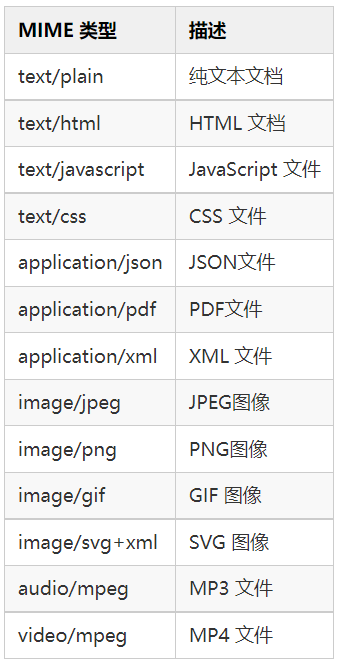 MIME 类型 描述
text/plain 纯文本文档
text/html HTML 文档
text/javascript JavaScript 文件
text/css CSS 文件
application/json JSON文件
application/pdf PDF文件
application/xml XML 文件
image/jpeg JPEG图像
image/png PNG图像
image/gif GIF 图像
image/svg+xml SVG 图像
audio/mpeg MP3 文件
video/mpeg MP4 文件